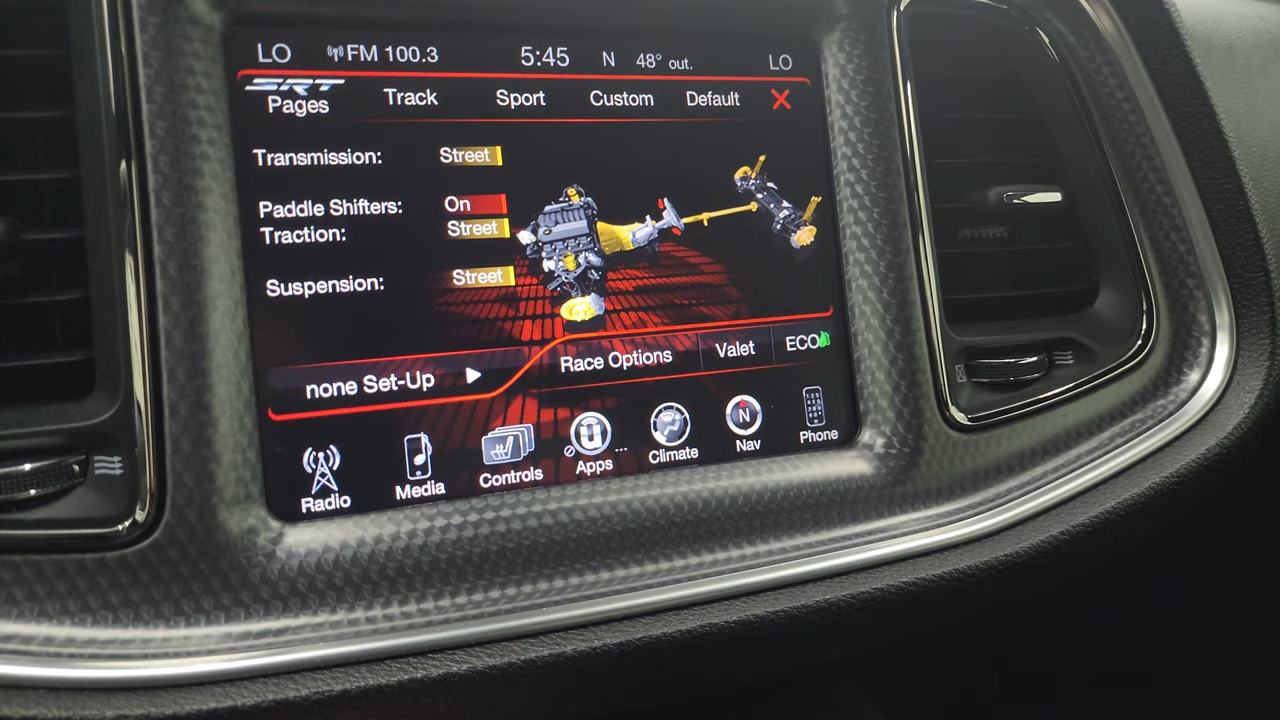 LO FM 100.3 5:45 N 48° out. LO
SRT
Pages Track Sport Custom Default X
Transmission: Street
Paddle Shifters: On
Traction: Street
Suspension: Street
none Set-Up Race Options Valet ECO
Radio Media Controls Apps ... Climate Nav Phone
N